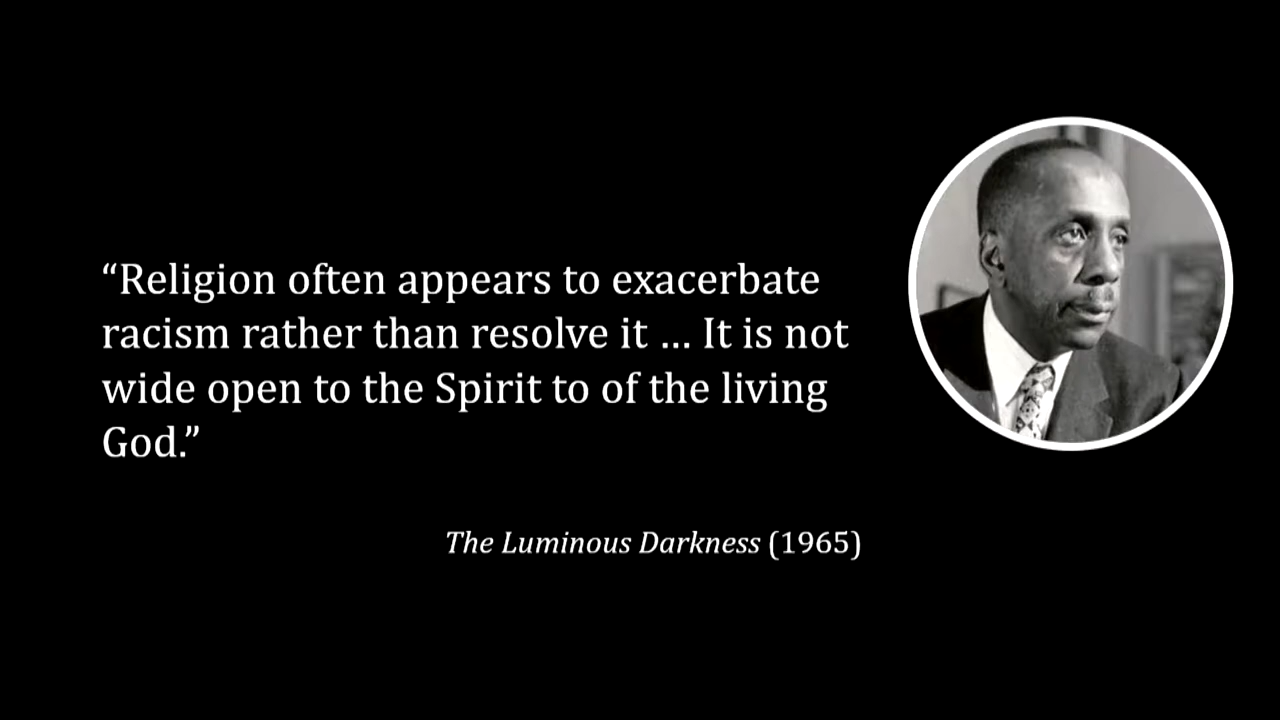 “Religion often appears to exacerbate
racism rather than resolve it ... It is not
wide open to the Spirit to of the living
God.”
The Luminous Darkness (1965)